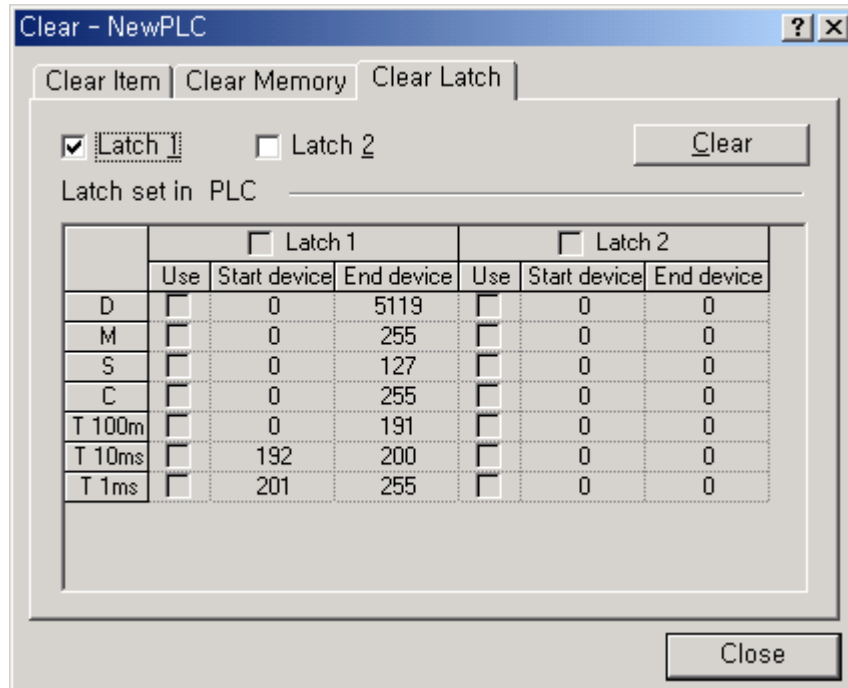 Clear - NewPLC
Clear Item Clear Memory Clear Latch
Latch 1 Latch 2 Clear
Latch set in PLC
Latch 1 Latch 2
Use Start device End device Use Start device End device
D 0 5119 0 0
M 0 255 0 0
S 0 127 0 0
C 0 255 0 0
T 100m 0 191 0 0
T 10ms 192 200 0 0
T 1ms 201 255 0 0
Close